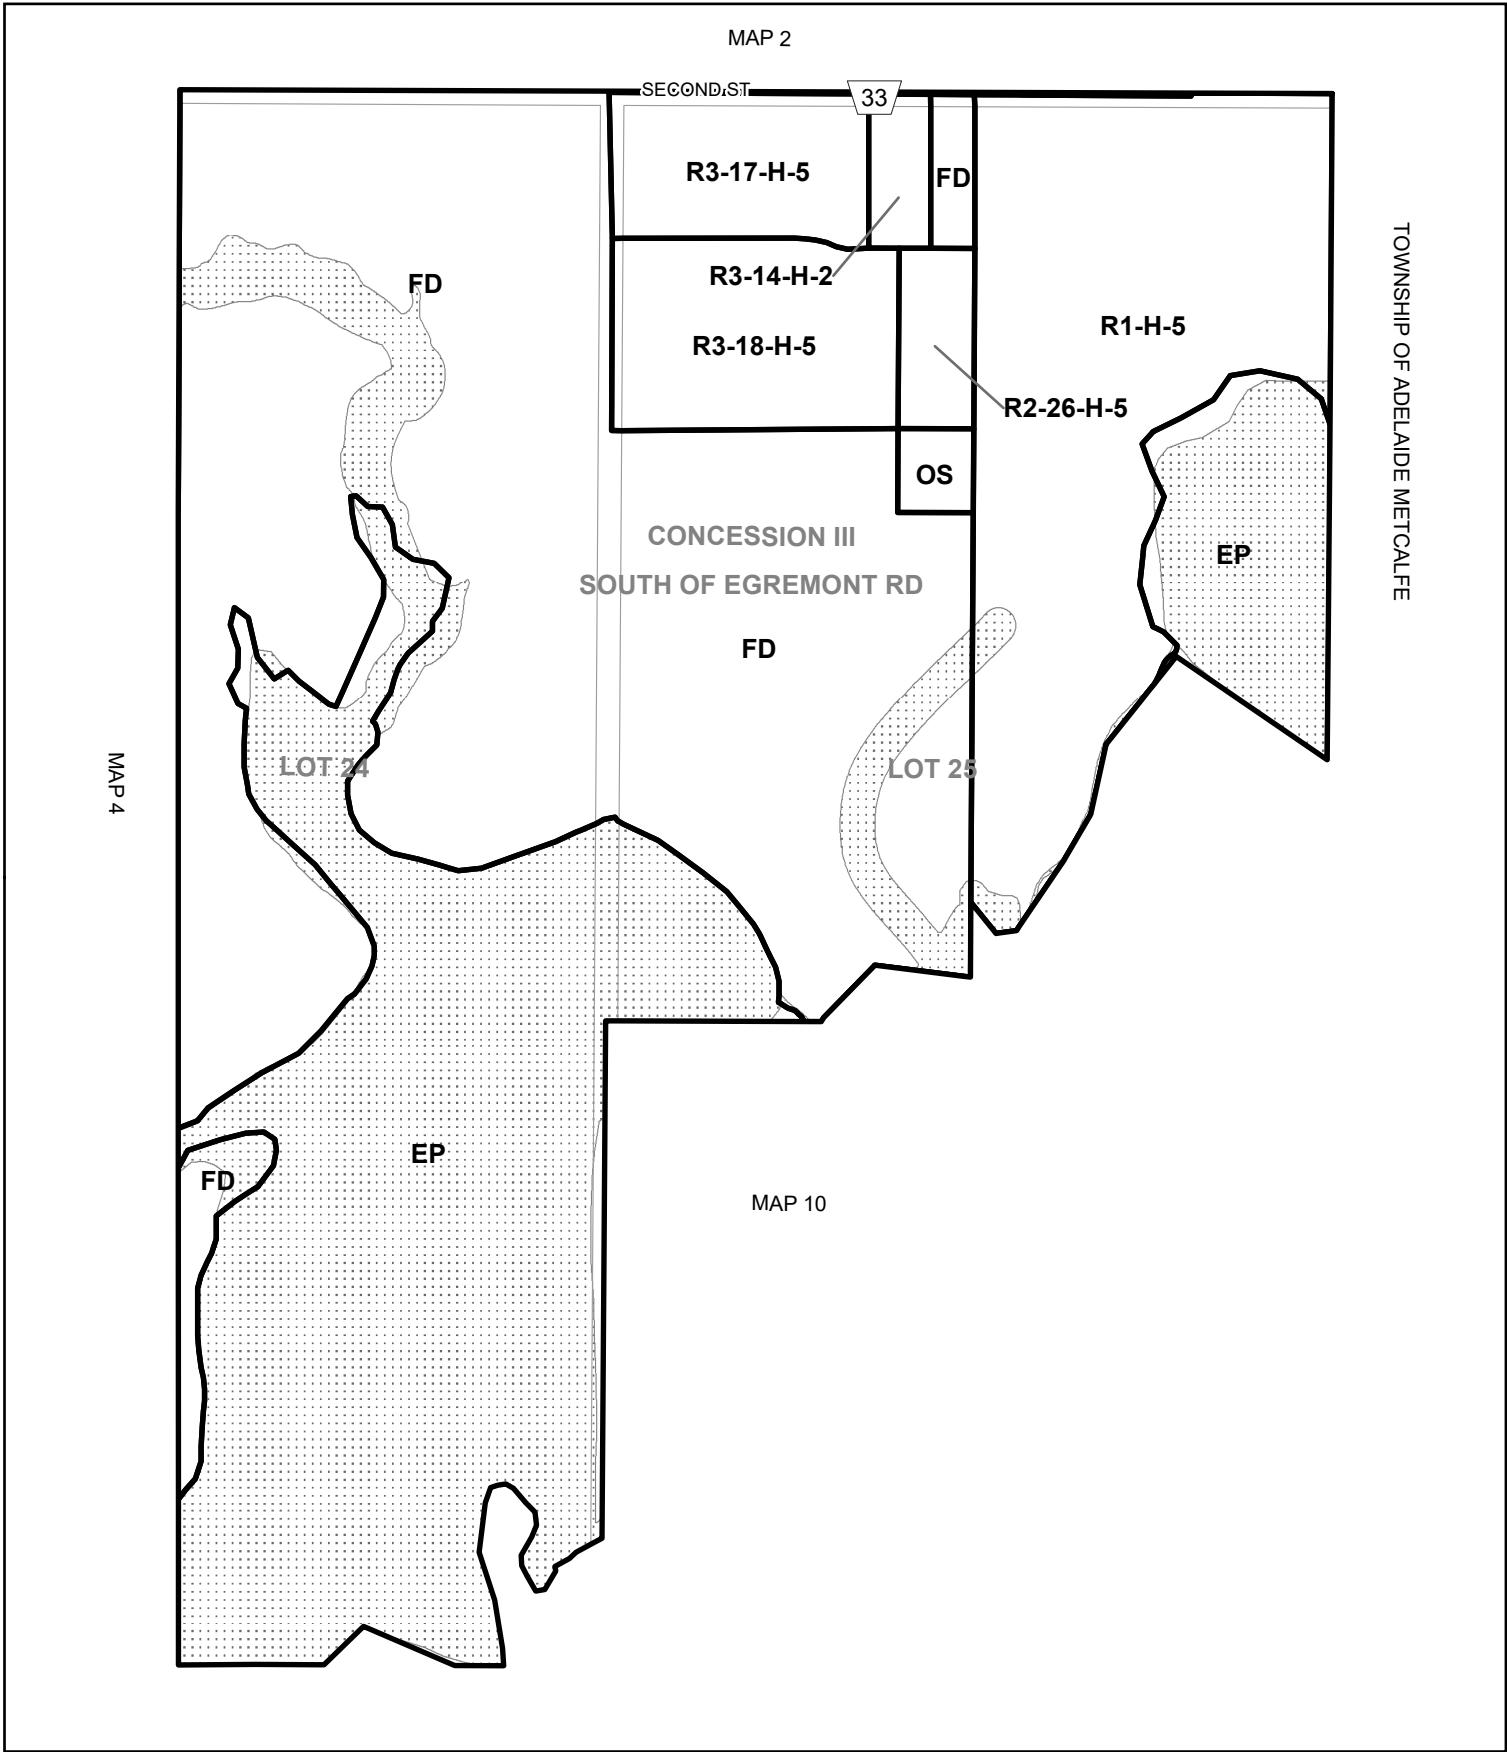 MAP 2
SECOND ST
33
R3-17-H-5
FD
TOWNSHIP OF ADELAIDE METCALFE
FD
R3-14-H-2
R1-H-5
R3-18-H-5
R2-26-H-5
OS
CONCESSION III
EP
SOUTH OF EGREMONT RD
FD
MAP 4
LOT 24
LOT 25
EP
FD
MAP 10